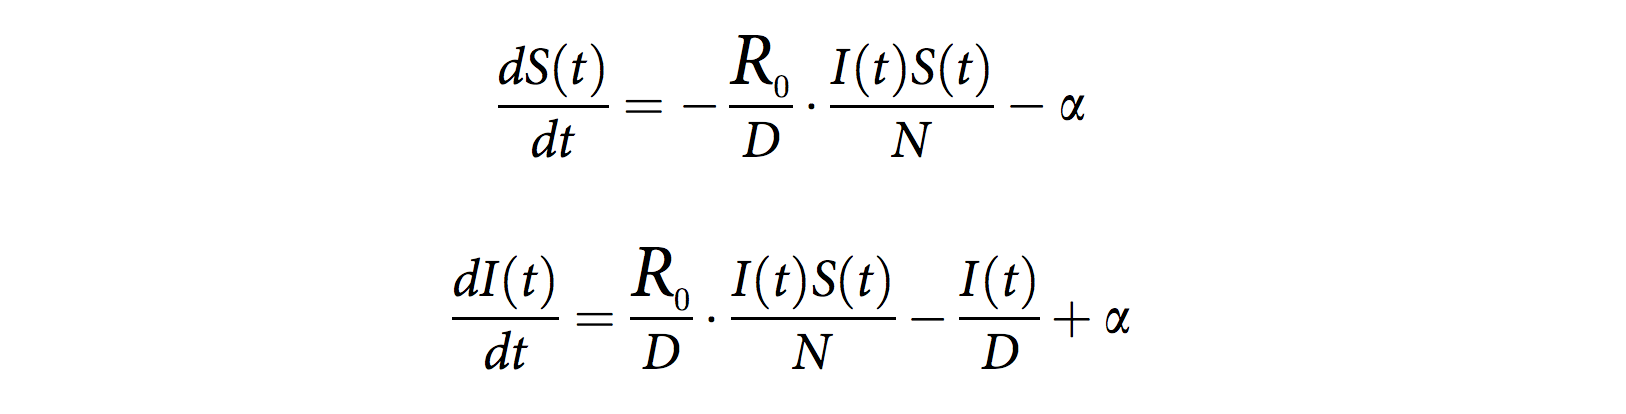 dS(t)/dt = − R₀/D · I(t)S(t)/N − α
dI(t)/dt = R₀/D · I(t)S(t)/N − I(t)/D + α